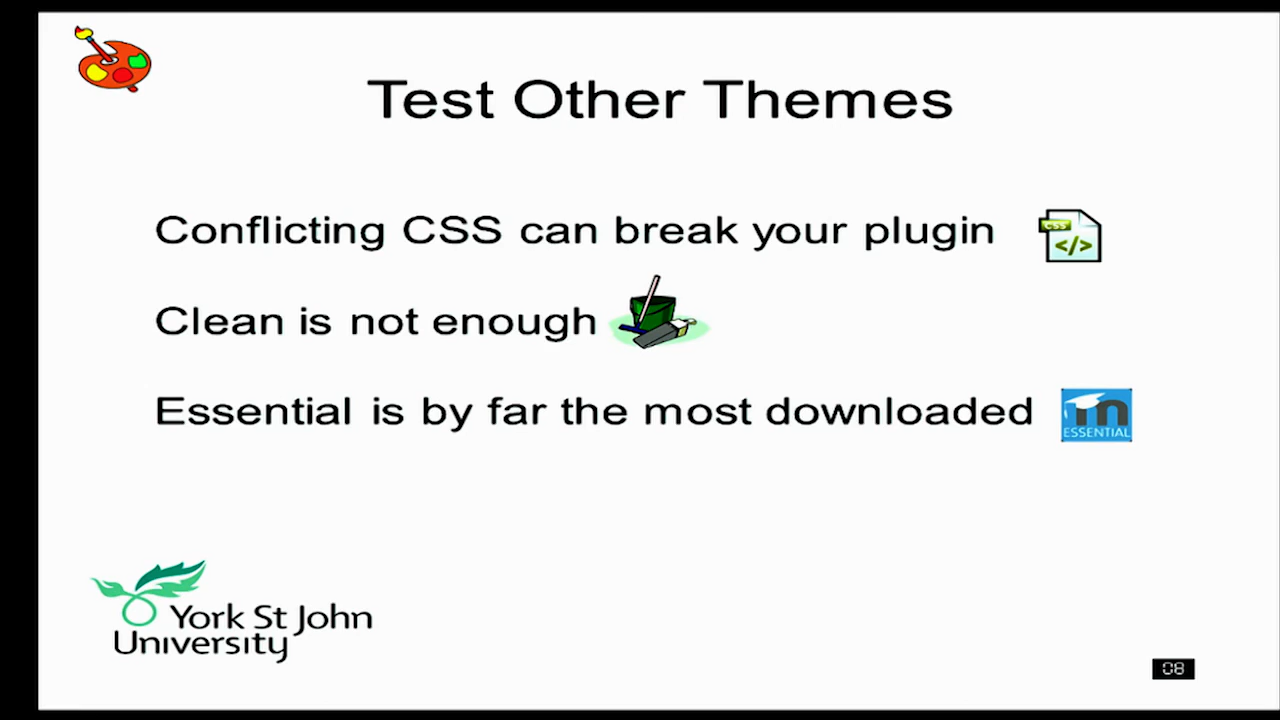 Test Other Themes
Conflicting CSS can break your plugin
CSS
</>
Clean is not enough
Essential is by far the most downloaded
m
ESSENTIAL
York St John
University
08